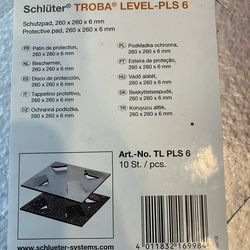 Schlüter® TROBA® LEVEL-PLS 6
Schutzpad, 260 x 260 x 6 mm
Protective pad, 260 x 260 x 6 mm
FR Patin de protection,
260 x 260 x 6 mm
NL Beschermer,
260 x 260 x 6 mm
ES Disco de protección,
260 x 260 x 6 mm
IT Tappetino protettivo,
260 x 260 x 6 mm
CZ Ochranná podložka,
260 x 260 x 6 mm
PL Podkładka ochronna,
260 x 260 x 6 mm
PT Esteira de proteção,
260 x 260 x 6 mm
HU Védő alátét,
260 x 260 x 6 mm
DK Beskyttelsespude,
260 x 260 x 6 mm
TR Koruyucu altlık,
260 x 260 x 6 mm
Art.-No. TL PLS 6
10 St. / pcs.
www.schlueter-systems.com